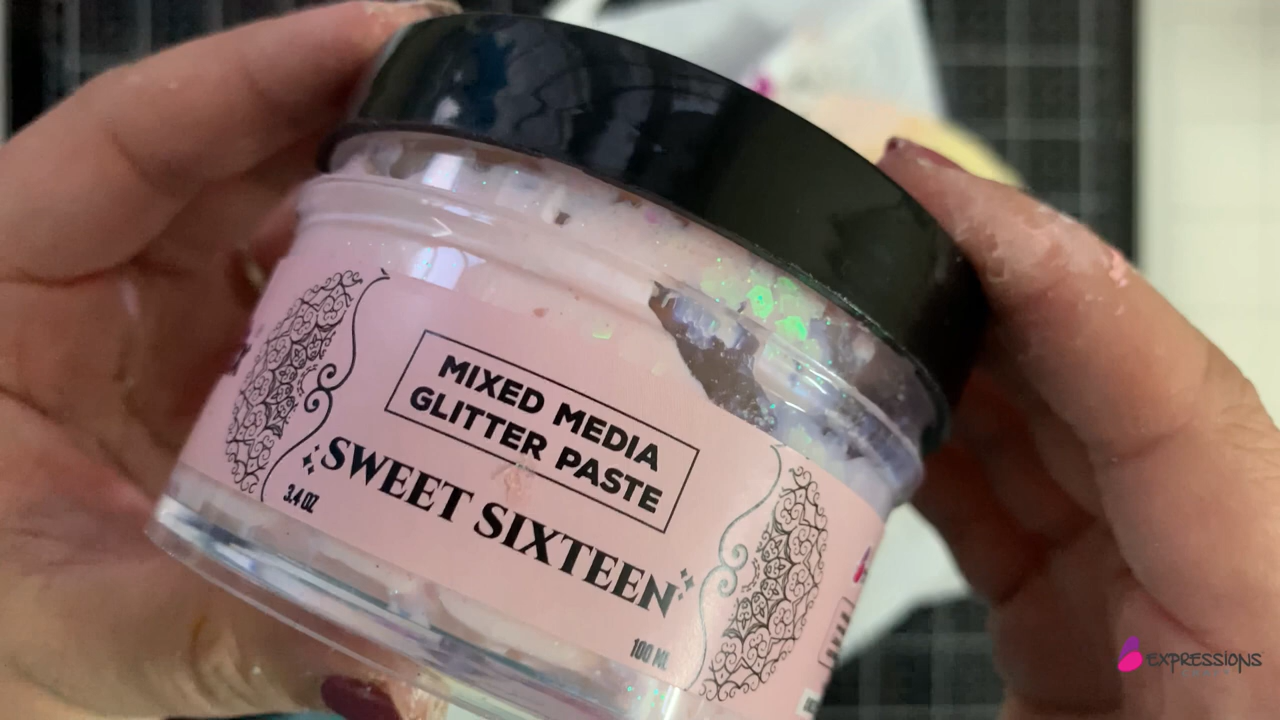 MIXED MEDIA
GLITTER PASTE
SWEET SIXTEEN
3.4 OZ
100 ML
EXPRESSIONS